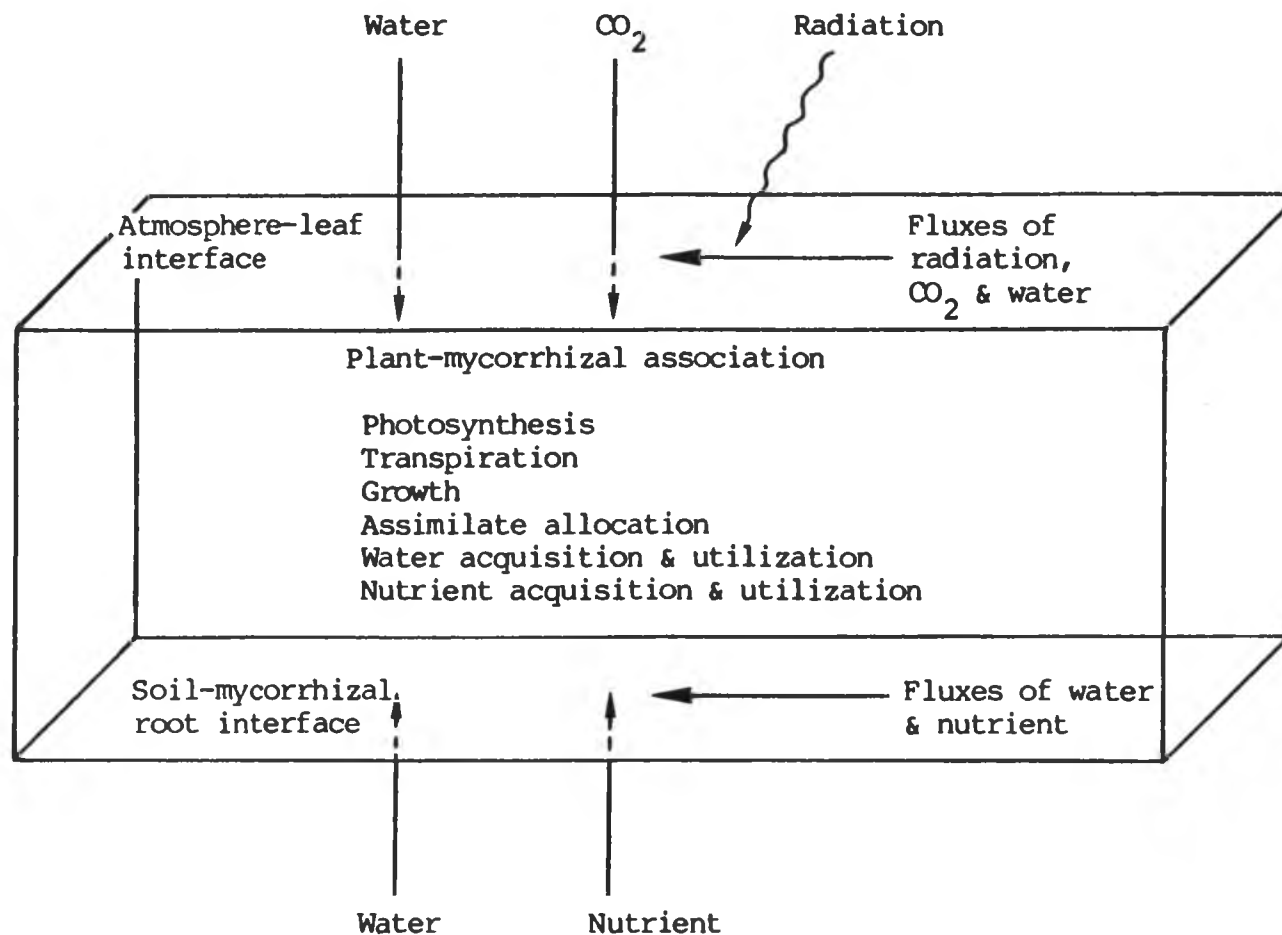 Water
CO2
Radiation
Atmosphere-leaf
interface
Fluxes of
radiation,
CO2 & water
Plant-mycorrhizal association
Photosynthesis
Transpiration
Growth
Assimilate allocation
Water acquisition & utilization
Nutrient acquisition & utilization
Soil-mycorrhizal
root interface
Fluxes of water
& nutrient
Water
Nutrient